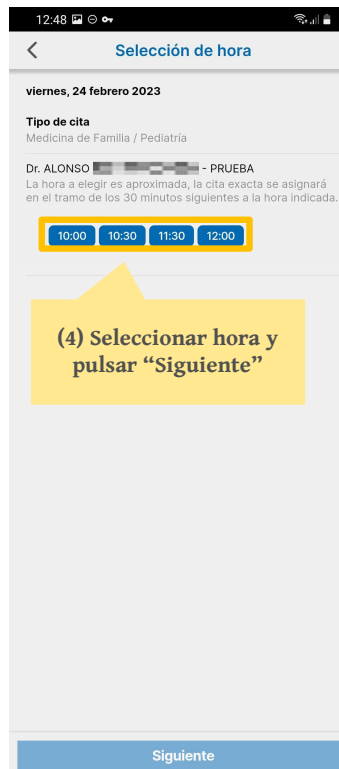 12:48
Selección de hora
viernes, 24 febrero 2023
Tipo de cita
Medicina de Familia / Pediatría
Dr. ALONSO - PRUEBA
La hora a elegir es aproximada, la cita exacta se asignará
en el tramo de los 30 minutos siguientes a la hora indicada.
10:00 10:30 11:30 12:00
(4) Seleccionar hora y
pulsar “Siguiente”
Siguiente